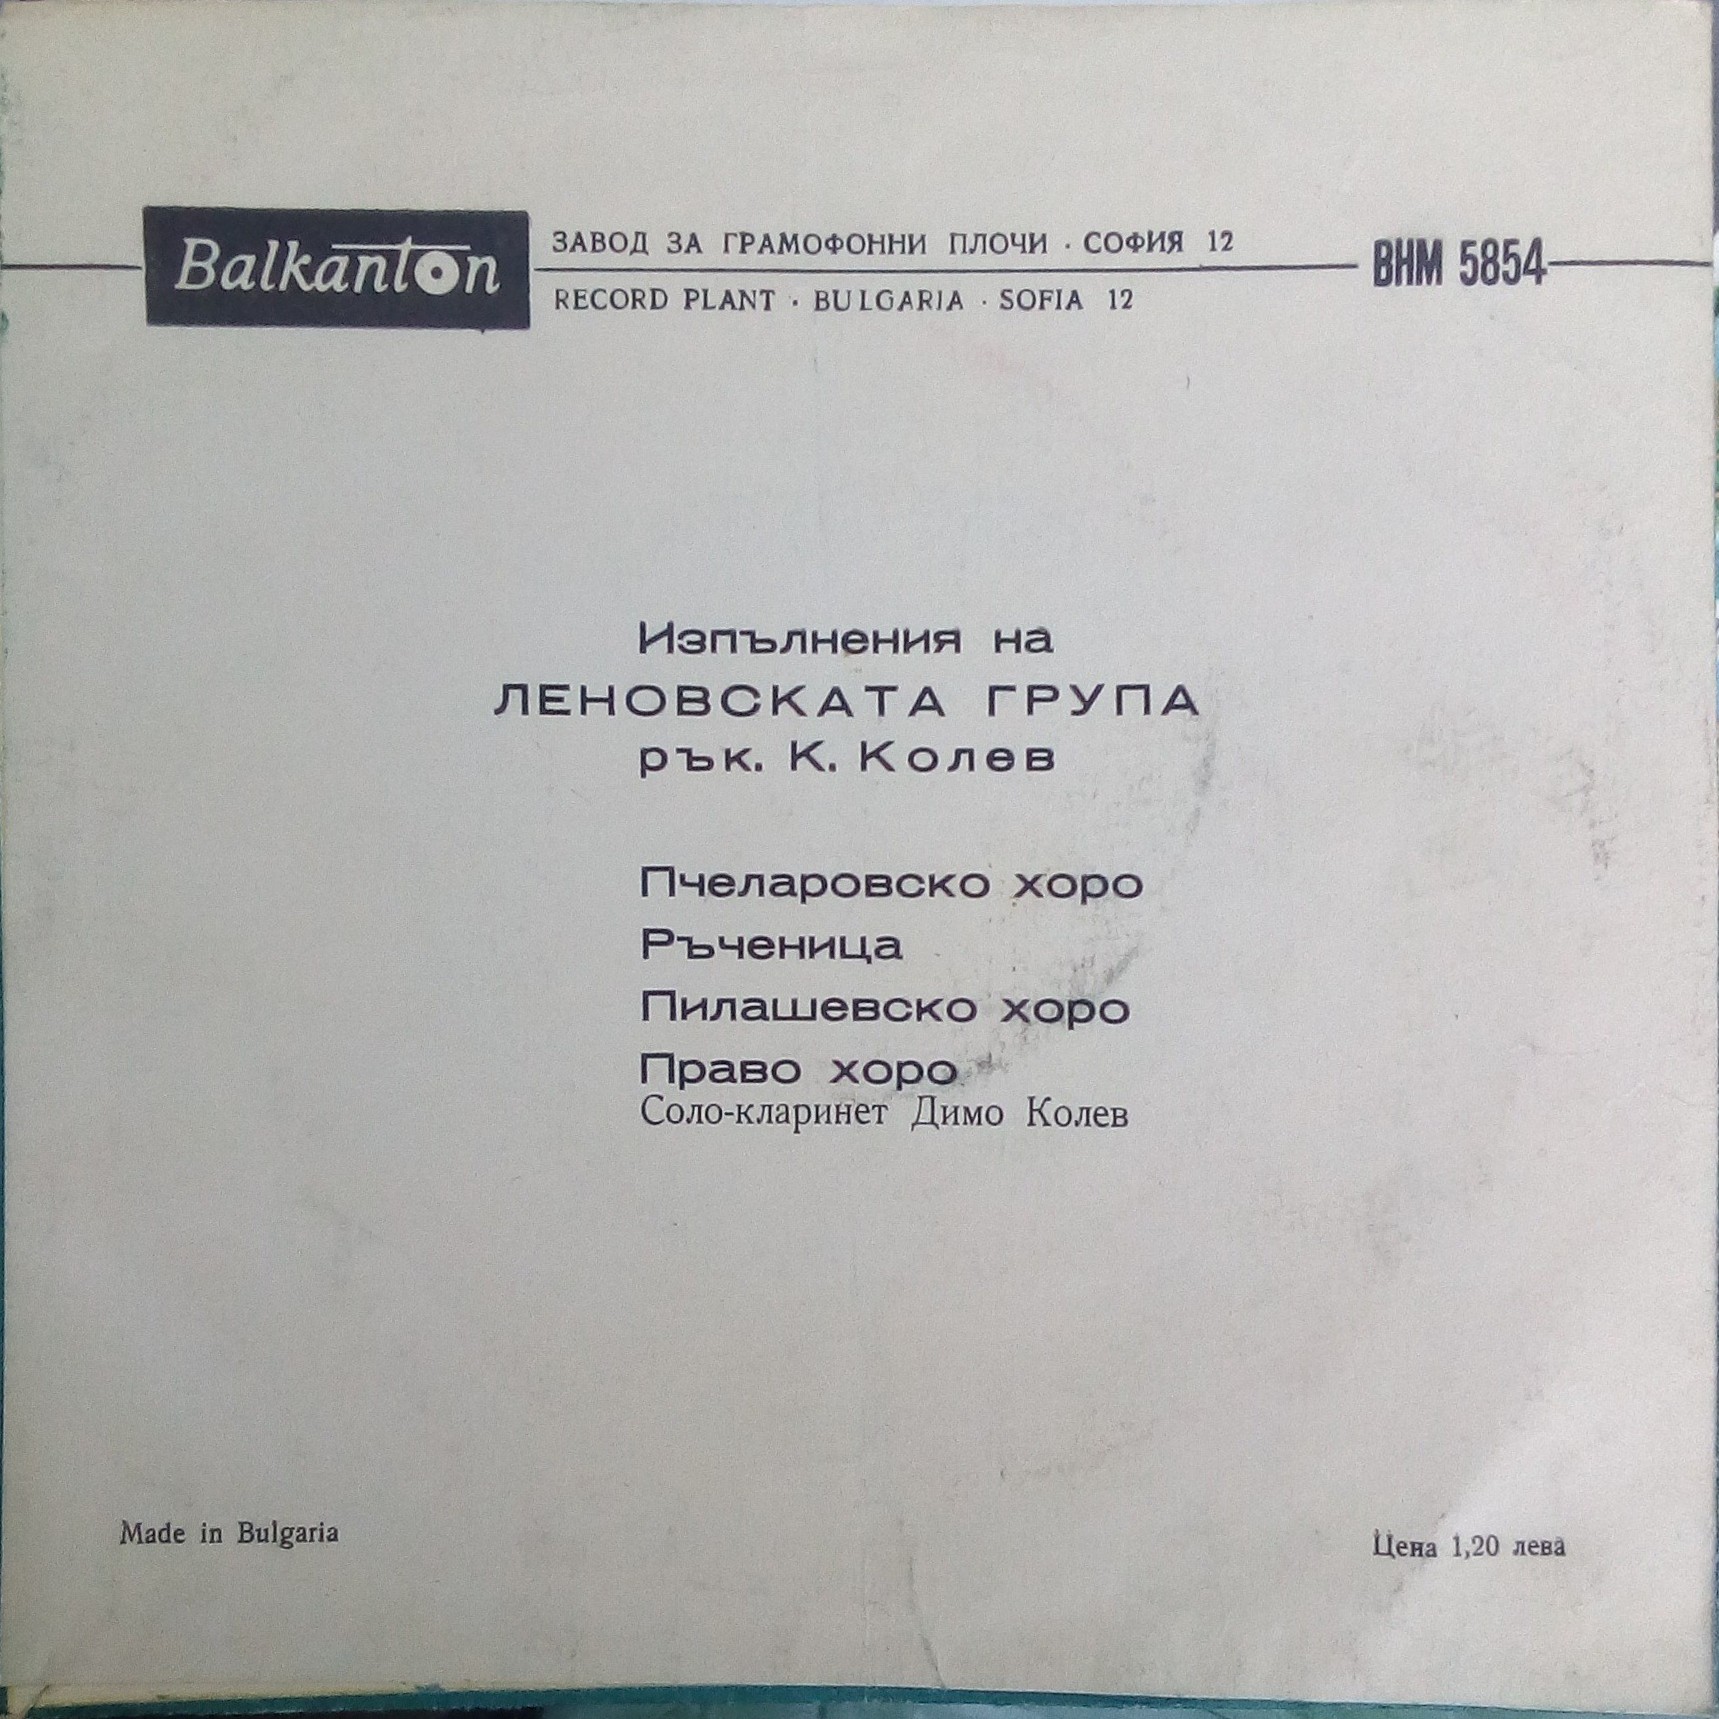 Balkanton
ЗАВОД ЗА ГРАМОФОННИ ПЛОЧИ · СОФИЯ 12
RECORD PLANT · BULGARIA · SOFIA 12
ВНМ 5854
Изпълнения на
ЛЕНОВСКАТА ГРУПА
рък. К. Колев
Пчеларовско хоро
Ръченица
Пилашевско хоро
Право хоро
Соло-кларинет Димо Колев
Made in Bulgaria
Цена 1,20 лева